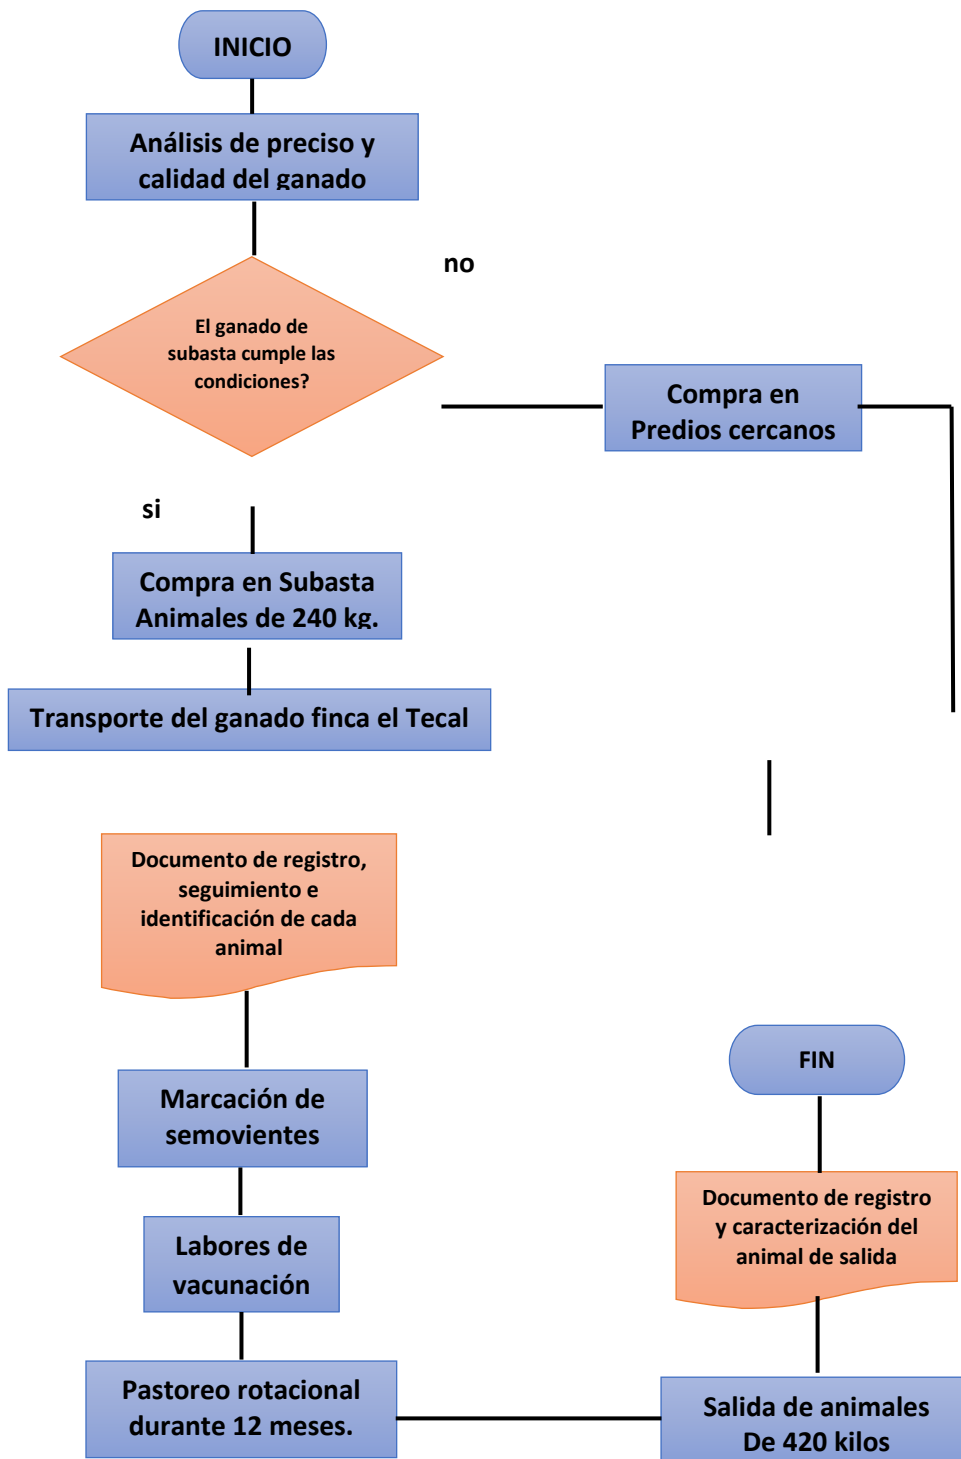 INICIO
Análisis de preciso y
calidad del ganado
no
El ganado de
subasta cumple las
condiciones?
Compra en
Predios cercanos
si
Compra en Subasta
Animales de 240 kg.
Transporte del ganado finca el Tecal
Documento de registro,
seguimiento e
identificación de cada
animal
Marcación de
semovientes
Labores de
vacunación
Pastoreo rotacional
durante 12 meses.
FIN
Documento de registro
y caracterización del
animal de salida
Salida de animales
De 420 kilos